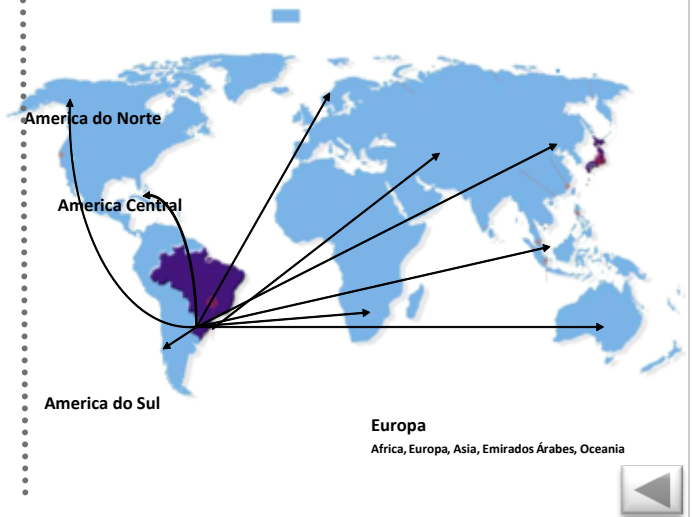 America do Norte
America Central
America do Sul
Europa
Africa, Europa, Asia, Emirados Árabes, Oceania